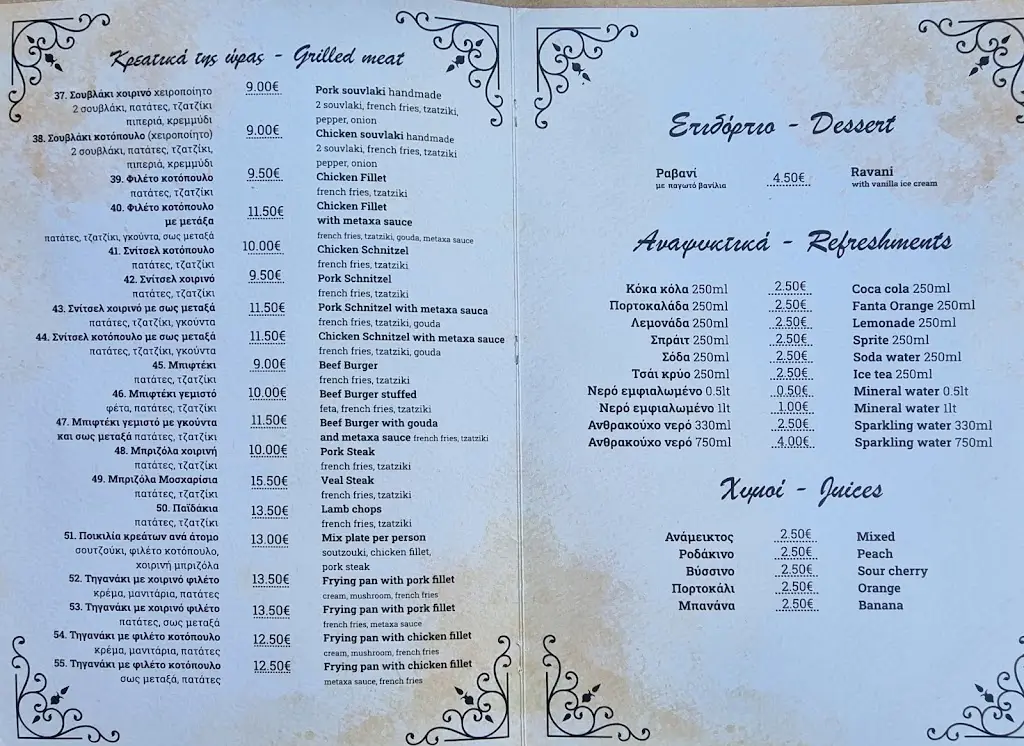 Κρεατικά της ώρας - Grilled meat
37. Σουβλάκι χοιρινό χειροποίητο 9.00€ Pork souvlaki handmade
2 σουβλάκι, πατάτες, τζατζίκι 2 souvlaki, french fries, tzatziki,
πιπεριά, κρεμμύδι pepper, onion
38. Σουβλάκι κοτόπουλο (χειροποίητο) 9.00€ Chicken souvlaki handmade
2 σουβλάκι, πατάτες, τζατζίκι, 2 souvlaki, french fries, tzatziki
πιπεριά, κρεμμύδι pepper, onion
39. Φιλέτο κοτόπουλο 9.50€ Chicken Fillet
πατάτες, τζατζίκι french fries, tzatziki
40. Φιλέτο κοτόπουλο 11.50€ Chicken Fillet
με μετάξα with metaxa sauce
πατάτες, τζατζίκι, γκούντα, σως μεταξά french fries, tzatziki, gouda, metaxa sauce
41. Σνίτσελ κοτόπουλο 10.00€ Chicken Schnitzel
πατάτες, τζατζίκι french fries, tzatziki
42. Σνίτσελ χοιρινό 9.50€ Pork Schnitzel
πατάτες, τζατζίκι french fries, tzatziki
43. Σνίτσελ χοιρινό με σως μεταξά 11.50€ Pork Schnitzel with metaxa sauca
πατάτες, τζατζίκι, γκούντα french fries, tzatziki, gouda
44. Σνίτσελ κοτόπουλο με σως μεταξά 11.50€ Chicken Schnitzel with metaxa sauce
πατάτες, τζατζίκι, γκούντα french fries, tzatziki, gouda
45. Μπιφτέκι 9.00€ Beef Burger
πατάτες, τζατζίκι french fries, tzatziki
46. Μπιφτέκι γεμιστό 10.00€ Beef Burger stuffed
φέτα, πατάτες, τζατζίκι feta, french fries, tzatziki
47. Μπιφτέκι γεμιστό με γκούντα 11.50€ Beef Burger with gouda
και σως μεταξά πατάτες, τζατζίκι and metaxa sauce french fries, tzatziki
48. Μπριζόλα χοιρινή 10.00€ Pork Steak
πατάτες, τζατζίκι french fries, tzatziki
49. Μπριζόλα Μοσχαρίσια 15.50€ Veal Steak
πατάτες, τζατζίκι french fries, tzatziki
50. Παϊδάκια 13.50€ Lamb chops
πατάτες, τζατζίκι french fries, tzatziki
51. Ποικιλία κρεάτων ανά άτομο 13.00€ Mix plate per person
σουτζούκι, φιλέτο κοτόπουλο, soutzouki, chicken fillet,
χοιρινή μπριζόλα pork steak
52. Τηγανάκι με χοιρινό φιλέτο 13.50€ Frying pan with pork fillet
κρέμα, μανιτάρια, πατάτες cream, mushroom, french fries
53. Τηγανάκι με χοιρινό φιλέτο 13.50€ Frying pan with pork fillet
πατάτες, σως μεταξά french fries, metaxa sauce
54. Τηγανάκι με φιλέτο κοτόπουλο 12.50€ Frying pan with chicken fillet
κρέμα, μανιτάρια, πατάτες cream, mushroom, french fries
55. Τηγανάκι με φιλέτο κοτόπουλο 12.50€ Frying pan with chicken fillet
σως μεταξά, πατάτες metaxa sauce, french fries
Επιδόρπιο - Dessert
Ραβανί 4.50€ Ravani
με παγωτό βανίλια with vanilla ice cream
Αναψυκτικά - Refreshments
Κόκα κόλα 250ml 2.50€ Coca cola 250ml
Πορτοκαλάδα 250ml 2.50€ Fanta Orange 250ml
Λεμονάδα 250ml 2.50€ Lemonade 250ml
Σπράιτ 250ml 2.50€ Sprite 250ml
Σόδα 250ml 2.50€ Soda water 250ml
Τσάι κρύο 250ml 2.50€ Ice tea 250ml
Νερό εμφιαλωμένο 0.5lt 0.50€ Mineral water 0.5lt
Νερό εμφιαλωμένο 1lt 1.00€ Mineral water 1lt
Ανθρακούχο νερό 330ml 2.50€ Sparkling water 330ml
Ανθρακούχο νερό 750ml 4.00€ Sparkling water 750ml
Χυμοί - Juices
Ανάμεικτος 2.50€ Mixed
Ροδάκινο 2.50€ Peach
Βύσσινο 2.50€ Sour cherry
Πορτοκάλι 2.50€ Orange
Μπανάνα 2.50€ Banana